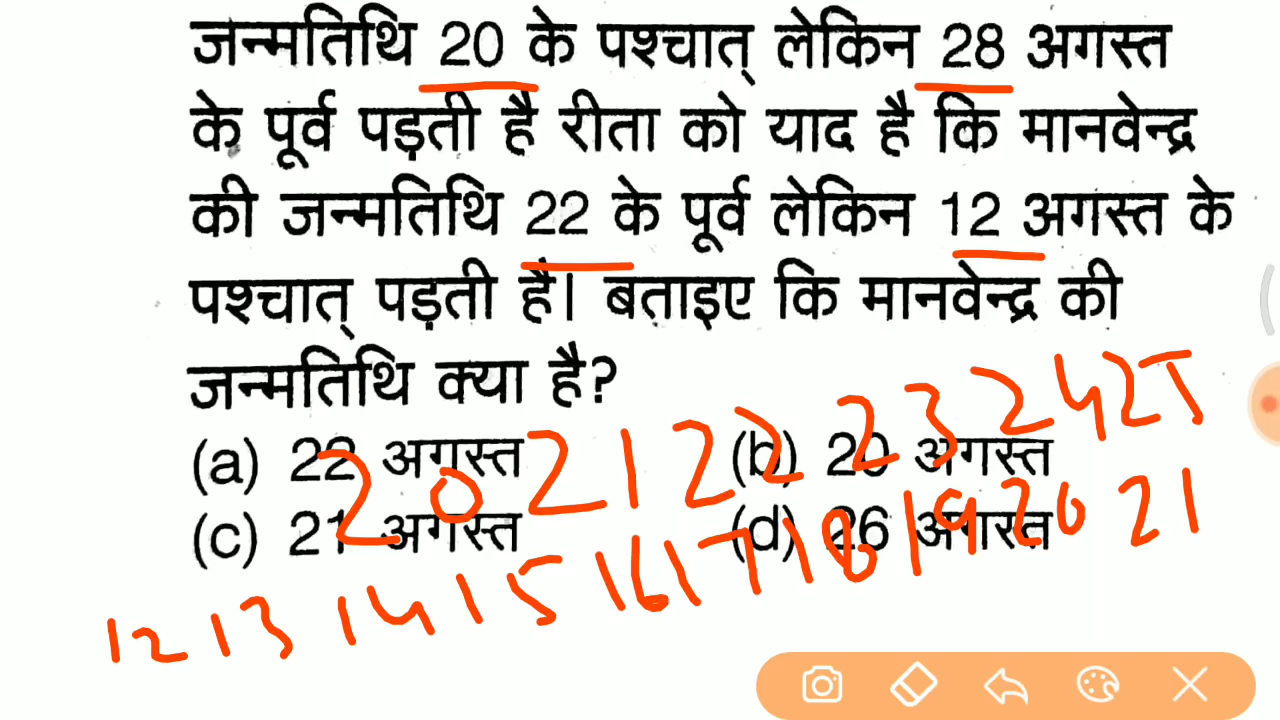 जन्मतिथि 20 के पश्चात् लेकिन 28 अगस्त
के पूर्व पड़ती है रीता को याद है कि मानवेन्द्र
की जन्मतिथि 22 के पूर्व लेकिन 12 अगस्त के
पश्चात् पड़ती है। बताइए कि मानवेन्द्र की
जन्मतिथि क्या है?
(a) 22 अगस्त (b) 20 अगस्त
(c) 21 अगस्त (d) 26 अगस्त
20 21 22 23 24 25
12 13 14 15 16 17 18 19 20 21